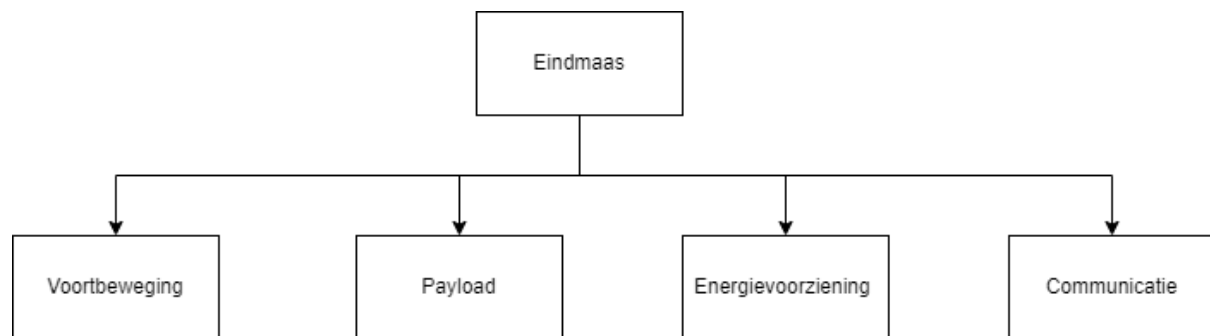 Eindmaas
Voortbeweging
Payload
Energievoorziening
Communicatie